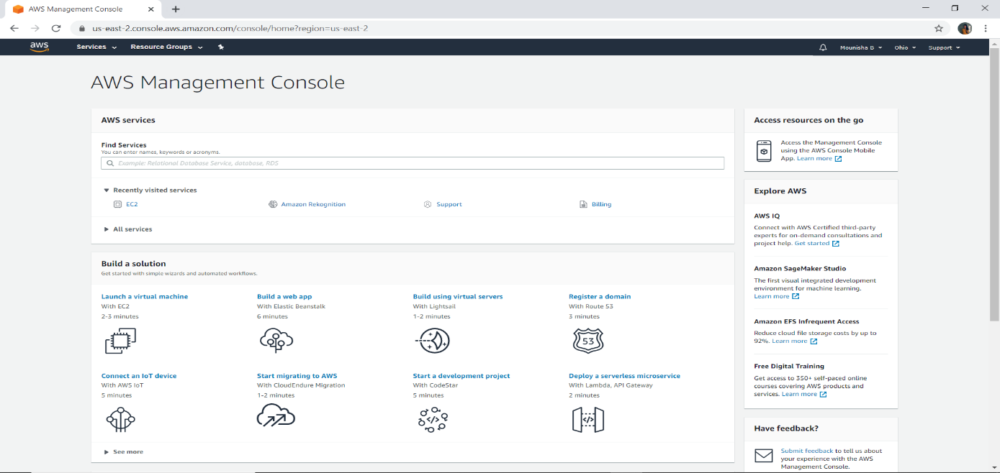 AWS Management Console
us-east-2.console.aws.amazon.com/console/home?region=us-east-2
aws
Services
Resource Groups
Mounisha B
Ohio
Support
AWS Management Console
AWS services
Find Services
You can enter names, keywords or acronyms.
Example: Relational Database Service, database, RDS
Recently visited services
EC2
Amazon Rekognition
Support
Billing
All services
Build a solution
Get started with simple wizards and automated workflows.
Launch a virtual machine
With EC2
2-3 minutes
Build a web app
With Elastic Beanstalk
6 minutes
Build using virtual servers
With Lightsail
1-2 minutes
Register a domain
With Route 53
3 minutes
53
Connect an IoT device
With AWS IoT
5 minutes
Start migrating to AWS
With CloudEndure Migration
1-2 minutes
Start a development project
With CodeStar
5 minutes
</>
Deploy a serverless microservice
With Lambda, API Gateway
2 minutes
</>
See more
Access resources on the go
Access the Management Console
using the AWS Console Mobile
App. Learn more
Explore AWS
AWS IQ
Connect with AWS Certified third-party
experts for on-demand consultations and
project help. Get started
Amazon SageMaker Studio
The first visual integrated development
environment for machine learning.
Learn more
Amazon EFS Infrequent Access
Reduce cloud file storage costs by up to
92%. Learn more
Free Digital Training
Get access to 350+ self-paced online
courses covering AWS products and
services. Learn more
Have feedback?
Submit feedback to tell us about
your experience with the AWS
Management Console.